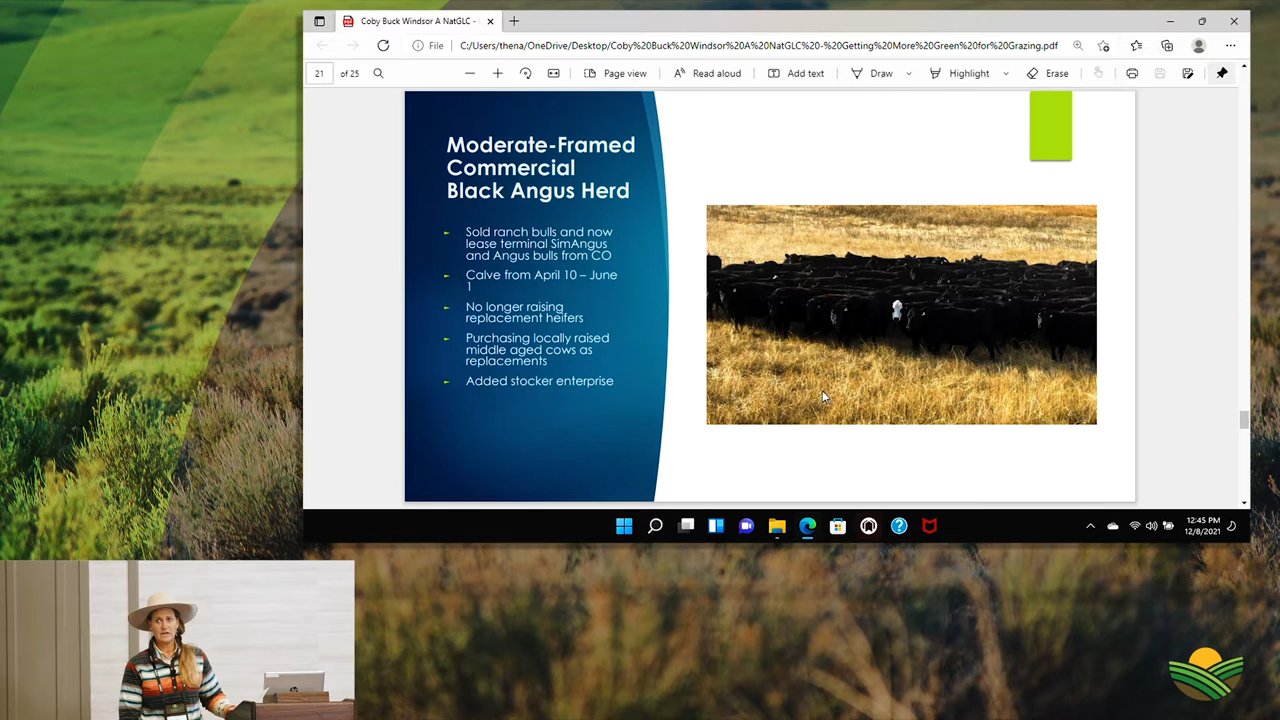 Coby Buck Windsor A NatGLC -
File
C:/Users/thena/OneDrive/Desktop/Coby%20Buck%20Windsor%20A%20NatGLC%20-%20Getting%20More%20Green%20for%20Grazing.pdf
21 of 25
Page view
Read aloud
Add text
Draw
Highlight
Erase
Moderate-Framed
Commercial
Black Angus Herd
► Sold ranch bulls and now
lease terminal SimAngus
and Angus bulls from CO
► Calve from April 10 – June
1
► No longer raising
replacement heifers
► Purchasing locally raised
middle aged cows as
replacements
► Added stocker enterprise
12:45 PM
12/8/2021
hp